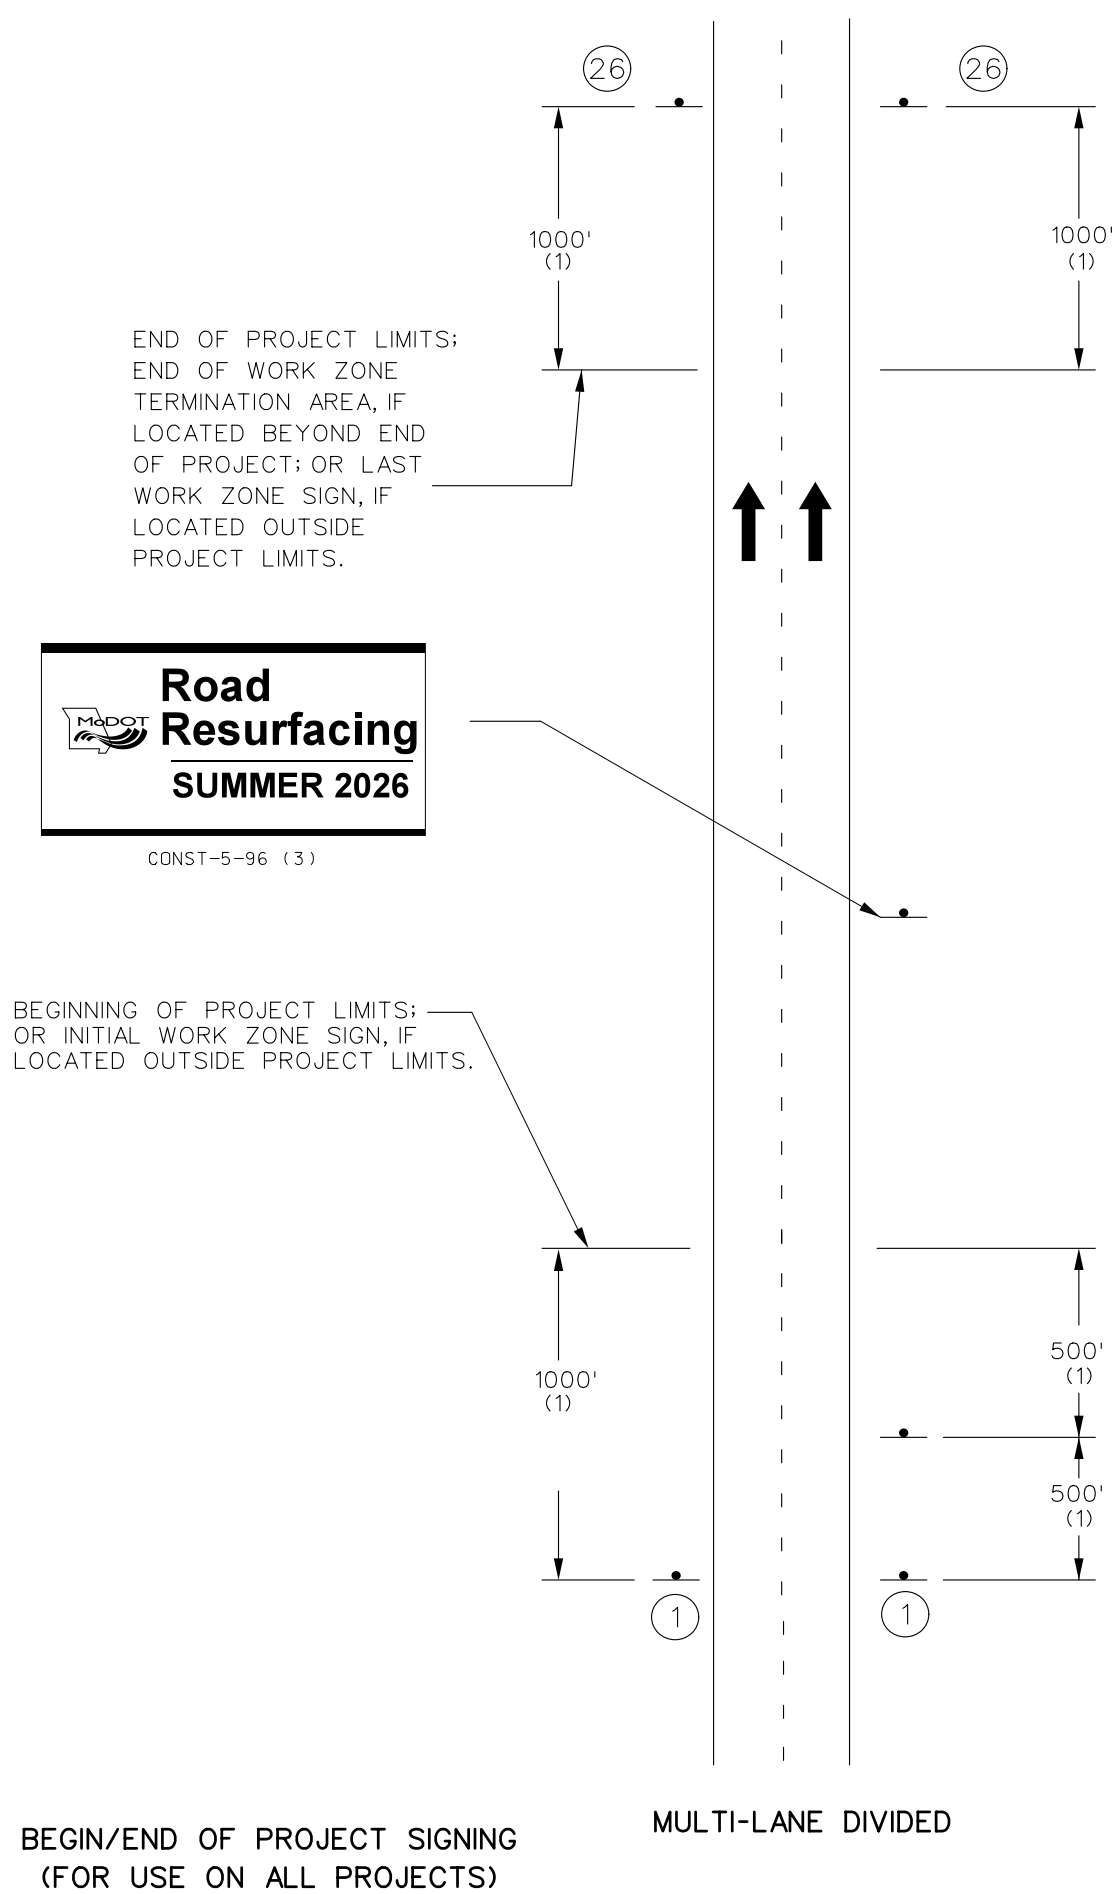 26
26
1000'
(1)
1000'
(1)
END OF PROJECT LIMITS;
END OF WORK ZONE
TERMINATION AREA, IF
LOCATED BEYOND END
OF PROJECT; OR LAST
WORK ZONE SIGN, IF
LOCATED OUTSIDE
PROJECT LIMITS.
Road
MoDOT Resurfacing
SUMMER 2026
CONST-5-96 (3)
BEGINNING OF PROJECT LIMITS;
OR INITIAL WORK ZONE SIGN, IF
LOCATED OUTSIDE PROJECT LIMITS.
1000'
(1)
500'
(1)
500'
(1)
1
1
MULTI-LANE DIVIDED
BEGIN/END OF PROJECT SIGNING
(FOR USE ON ALL PROJECTS)